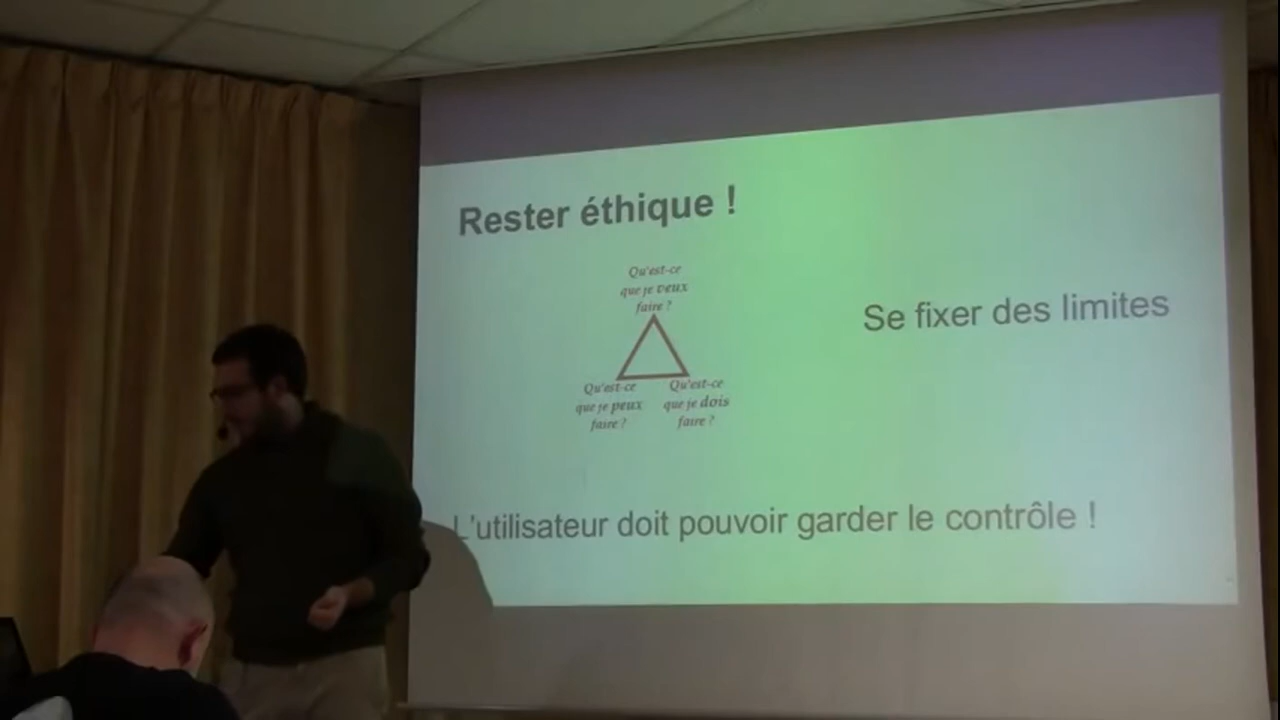 Rester éthique !
Qu'est-ce
que je veux
faire ?
Se fixer des limites
Qu'est-ce
que je peux
faire ?
Qu'est-ce
que je dois
faire ?
L'utilisateur doit pouvoir garder le contrôle !